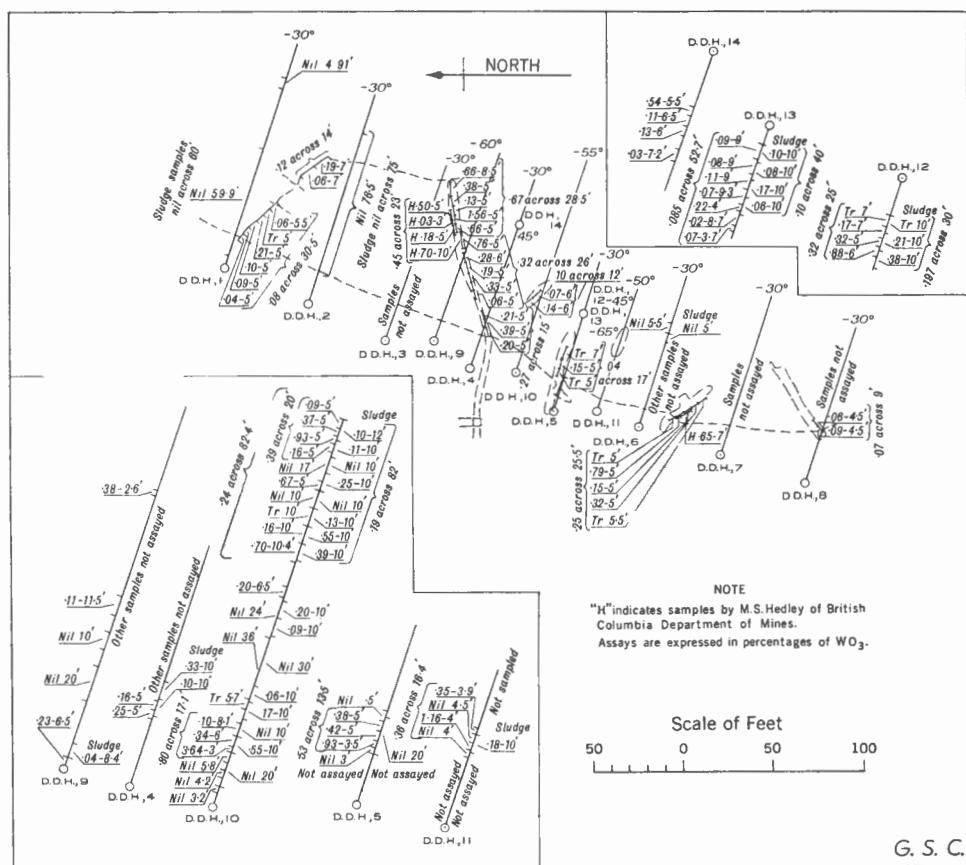 -30°
Nil 4·91'
-30°
Sludge samples, nil across 60'
·12 across 14'
·19-7'
·06-7'
Nil 59·9'
Nil 76·5'
Sludge nil across 75'
·06-5·5'
Tr 5'
·21-5'
·10-5'
·09-5'
·04-5'
·08 across 30·5'
D.D.H., 1
D.D.H., 2
NORTH
-60°
-30°
-30°
-55°
·66-8·5'
·38-5'
·13-5'
1·56-5'
·66-5'
·76-5'
·28-6'
·19-5'
·33-5'
·06-5'
·21-5'
·39-5'
·20-5'
·67 across 28·5'
D.D.H., 14
45°
H·50-5'
H·03-3'
H·18-5'
H·70-10'
·45 across 23'
·32 across 26'
·27 across 15'
·10 across 12'
·07-6'
·14-6'
D.D.H., 12-45°
D.D.H., 13
-65°
Samples not assayed
D.D.H., 3
D.D.H., 9
D.D.H., 4
D.D.H., 10
D.D.H., 5
D.D.H., 11
Tr 7'
·15-5'
Tr 5'
·04 across 17'
-30°
-50°
Nil 5·5'
Sludge
Nil 5'
Other samples not assayed
D.D.H., 6
-30°
Samples not assayed
H·65-7'
D.D.H., 7
Tr 5'
·79-5'
·15-5'
·32-5'
Tr 5·5'
·25 across 25·5'
-30°
Samples not assayed
·06-4·5'
·09-4·5'
·07 across 9'
D.D.H., 8
D.D.H., 14
·54-5·5'
·11-6·5'
·13-6'
·03-7·2'
D.D.H., 13
·09-9'
·08-9'
·11-9'
·07-9·3'
·22-4'
·02-8·7'
·07-3·7'
·085 across 52·7'
Sludge
·10-10'
·08-10'
·17-10'
·06-10'
·10 across 40'
D.D.H., 12
Tr 7'
·17-7'
·32-5'
·88-6'
·32 across 25'
Sludge
Tr 10'
·21-10'
·38-10'
·197 across 30'
·38-2·6'
Other samples not assayed
·11-11·5'
Nil 10'
Nil 20'
·23-6·5'
Sludge
·04-8·4'
D.D.H., 9
Other samples not assayed
Sludge
·33-10'
·10-10'
·16-5'
·25-5'
D.D.H., 4
·09-5'
·37-5'
·93-5'
·16-5'
·39 across 20'
Nil 17'
·67-5'
Nil 10'
Tr 10'
·16-10'
·70-10·4'
·24 across 82·4'
Sludge
·10-12'
·11-10'
Nil 10'
·25-10'
Nil 10'
·13-10'
·55-10'
·39-10'
·19 across 82'
·20-6·5'
Nil 24'
·20-10'
·09-10'
Nil 36'
Nil 30'
Tr 5·7'
·06-10'
·17-10'
·10-8·1'
·34-6'
3·64-3'
·80 across 17·1'
Nil 10'
·55-10'
Nil 5·8'
Nil 4·2'
Nil 3·2'
Nil 20'
D.D.H., 10
Nil ·5'
·38-5'
·42-5'
·93-3·5'
Nil 3'
·53 across 13·5'
Nil 20'
Not assayed
Not assayed
D.D.H., 5
·35-3·9'
Nil 4·5'
1·16-4'
Nil 4'
·36 across 16·4'
Not sampled
Sludge
·18-10'
Not assayed
Not assayed
D.D.H., 11
NOTE
"H" indicates samples by M.S.Hedley of British
Columbia Department of Mines.
Assays are expressed in percentages of WO₃.
Scale of Feet
50 0 50 100
G. S. C.